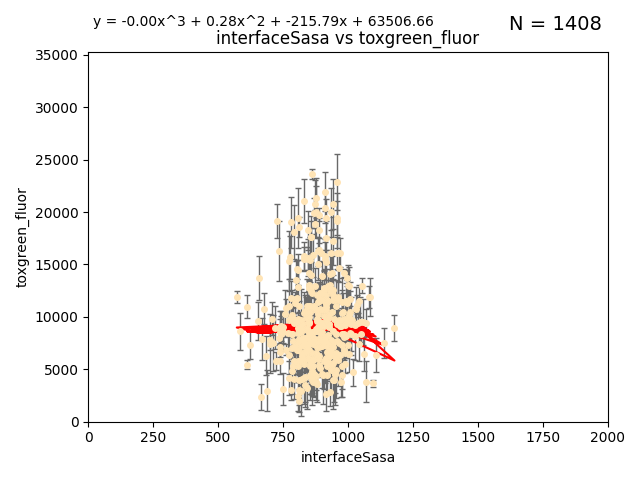 y = -0.00x^3 + 0.28x^2 + -215.79x + 63506.66
N = 1408
interfaceSasa vs toxgreen_fluor
35000
30000
25000
20000
15000
10000
5000
0
toxgreen_fluor
0 250 500 750 1000 1250 1500 1750 2000
interfaceSasa